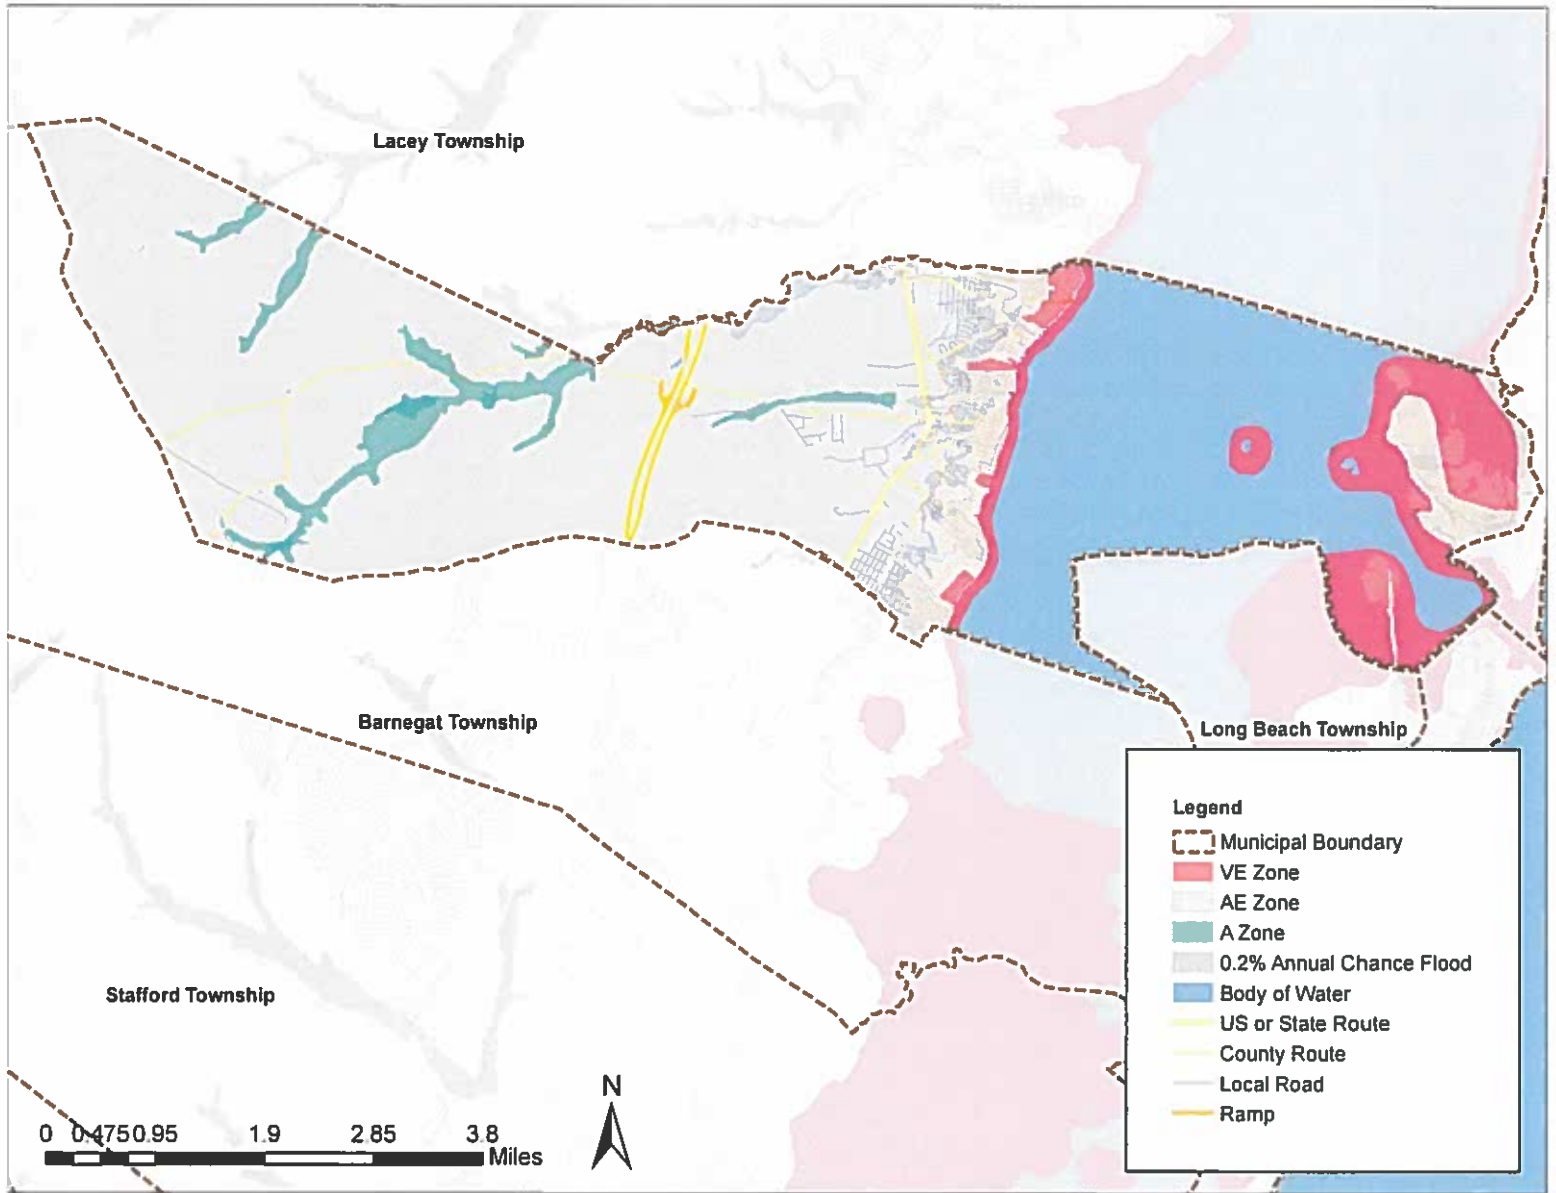 Lacey Township
Barnegat Township
Long Beach Township
Stafford Township
Legend
Municipal Boundary
VE Zone
AE Zone
A Zone
0.2% Annual Chance Flood
Body of Water
US or State Route
County Route
Local Road
Ramp
N
0 0.475 0.95 1.9 2.85 3.8
Miles